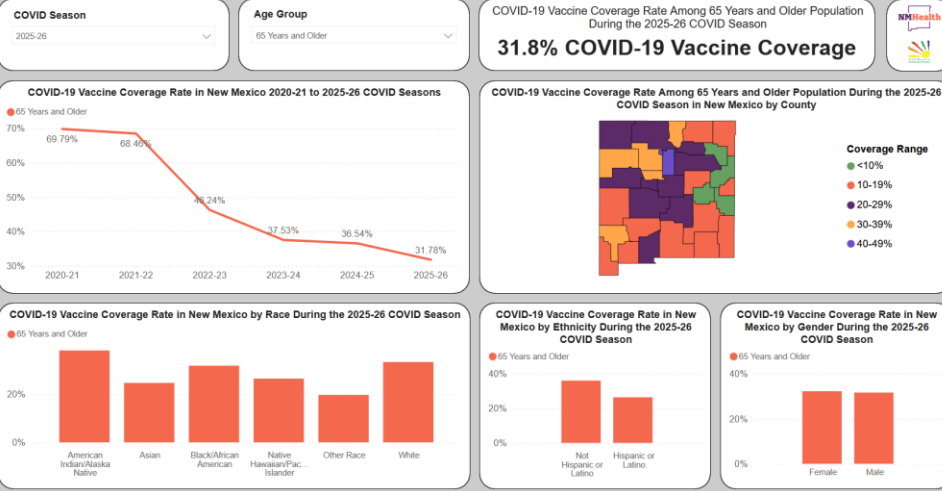 COVID Season
2025-26
Age Group
65 Years and Older
COVID-19 Vaccine Coverage Rate Among 65 Years and Older Population
During the 2025-26 COVID Season
31.8% COVID-19 Vaccine Coverage
NMHealth
COVID-19 Vaccine Coverage Rate in New Mexico 2020-21 to 2025-26 COVID Seasons
65 Years and Older
70%
60%
50%
40%
30%
69.79%
68.46%
46.24%
37.53%
36.54%
31.78%
2020-21
2021-22
2022-23
2023-24
2024-25
2025-26
COVID-19 Vaccine Coverage Rate Among 65 Years and Older Population During the 2025-26
COVID Season in New Mexico by County
Coverage Range
<10%
10-19%
20-29%
30-39%
40-49%
COVID-19 Vaccine Coverage Rate in New Mexico by Race During the 2025-26 COVID Season
65 Years and Older
20%
0%
American
Indian/Alaska
Native
Asian
Black/African
American
Native
Hawaiian/Pac...
Islander
Other Race
White
COVID-19 Vaccine Coverage Rate in New
Mexico by Ethnicity During the 2025-26
COVID Season
65 Years and Older
40%
20%
0%
Not
Hispanic or
Latino
Hispanic or
Latino
COVID-19 Vaccine Coverage Rate in New
Mexico by Gender During the 2025-26
COVID Season
65 Years and Older
40%
20%
0%
Female
Male